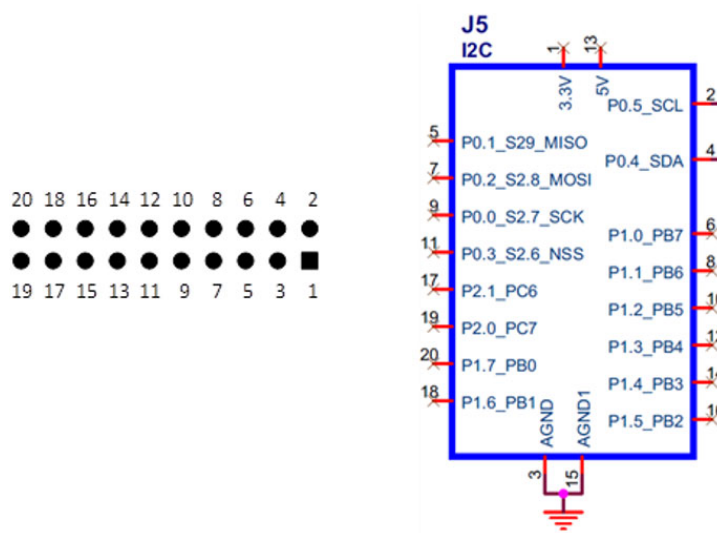 20 18 16 14 12 10 8 6 4 2
19 17 15 13 11 9 7 5 3 1
J5
I2C
1 13
3.3V 5V
P0.5_SCL 2
5 P0.1_S29_MISO
P0.4_SDA 4
7 P0.2_S2.8_MOSI
9 P0.0_S2.7_SCK
P1.0_PB7 6
11 P0.3_S2.6_NSS
P1.1_PB6 8
17 P2.1_PC6
P1.2_PB5 10
19 P2.0_PC7
P1.3_PB4 12
20 P1.7_PB0
P1.4_PB3 14
18 P1.6_PB1
P1.5_PB2 16
AGND AGND1
3 15